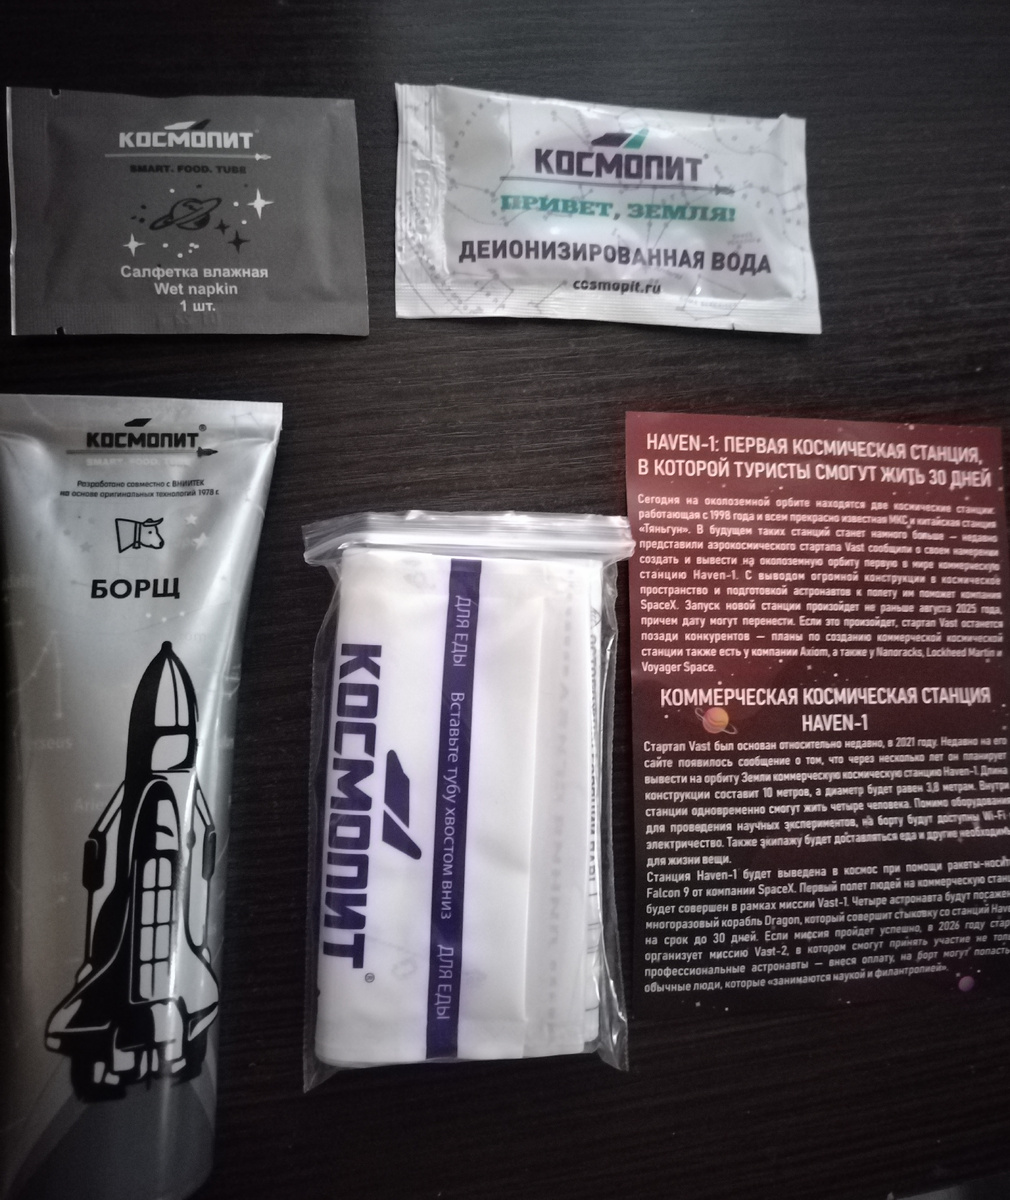 КОСМОПИТ
SMART. FOOD. TUBE
Салфетка влажная
Wet napkin
1 шт.
КОСМОПИТ
ПРИВЕТ, ЗЕМЛЯ!
ДЕИОНИЗИРОВАННАЯ ВОДА
cosmopit.ru
КОСМОПИТ®
SMART. FOOD. TUBE
Разработано совместно с ВНИИТЕК
на основе оригинальных технологий 1978 г.
БОРЩ
КОСМОПИТ®
ДЛЯ ЕДЫ Вставьте тубу хвостом вниз ДЛЯ ЕДЫ
HAVEN-1: ПЕРВАЯ КОСМИЧЕСКАЯ СТАНЦИЯ,
В КОТОРОЙ ТУРИСТЫ СМОГУТ ЖИТЬ 30 ДНЕЙ
Сегодня на околоземной орбите находятся две космические станции:
работающая с 1998 года и всем прекрасно известная МКС и китайская станция
«Тяньгун». В будущем таких станций станет намного больше — недавно
представили аэрокосмического стартапа Vast сообщили о своем намерении
создать и вывести на околоземную орбиту первую в мире коммерческую
станцию Haven-1. С выводом огромной конструкции в космическое
пространство и подготовкой астронавтов к полету им поможет компания
SpaceX. Запуск новой станции произойдет не раньше августа 2025 года,
причем дату могут перенести. Если это произойдет, стартап Vast останется
позади конкурентов — планы по созданию коммерческой космической
станции также есть у компании Axiom, а также у Nanoracks, Lockheed Martin и
Voyager Space.
КОММЕРЧЕСКАЯ КОСМИЧЕСКАЯ СТАНЦИЯ
HAVEN-1
Стартап Vast был основан относительно недавно, в 2021 году. Недавно на его
сайте появилось сообщение о том, что через несколько лет он планирует
вывести на орбиту Земли коммерческую космическую станцию Haven-1. Длина
конструкции составит 10 метров, а диаметр будет равен 3,8 метрам. Внутри
станции одновременно смогут жить четыре человека. Помимо оборудования
для проведения научных экспериментов, на борту будут доступны Wi-Fi
электричество. Также экипажу будет доставляться еда и другие необходимы
для жизни вещи.
Станция Haven-1 будет выведена в космос при помощи ракеты-носите
Falcon 9 от компании SpaceX. Первый полет людей на коммерческую стан
будет совершен в рамках миссии Vast-1. Четыре астронавта будут посаже
многоразовый корабль Dragon, который совершит стыковку со станцией Hav
на срок до 30 дней. Если миссия пройдет успешно, в 2026 году стар
организует миссию Vast-2, в котором смогут принять участие не толь
профессиональные астронавты — внеся оплату, на борт могут попасть
обычные люди, которые «занимаются наукой и филантропией».